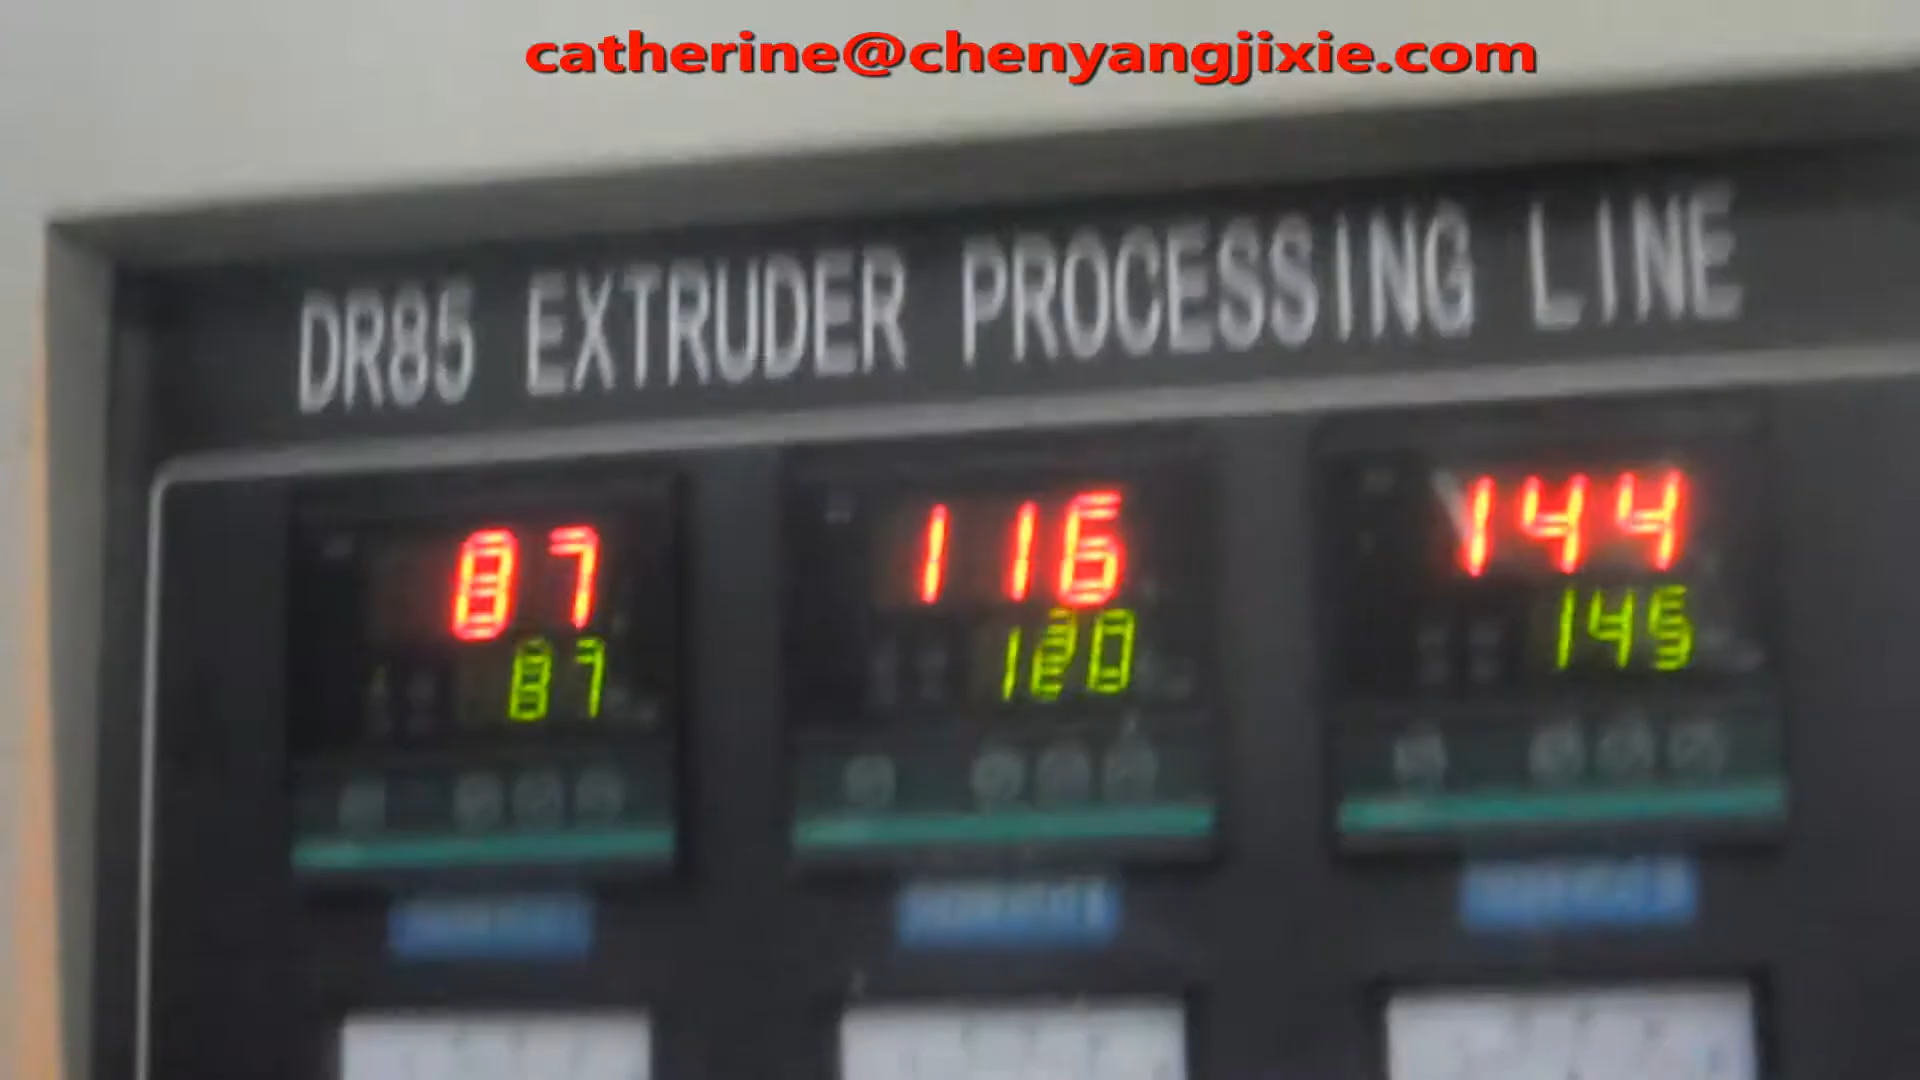 catherine@chenyangjixie.com
DR85 EXTRUDER PROCESSING LINE
87 116 144
87 120 145